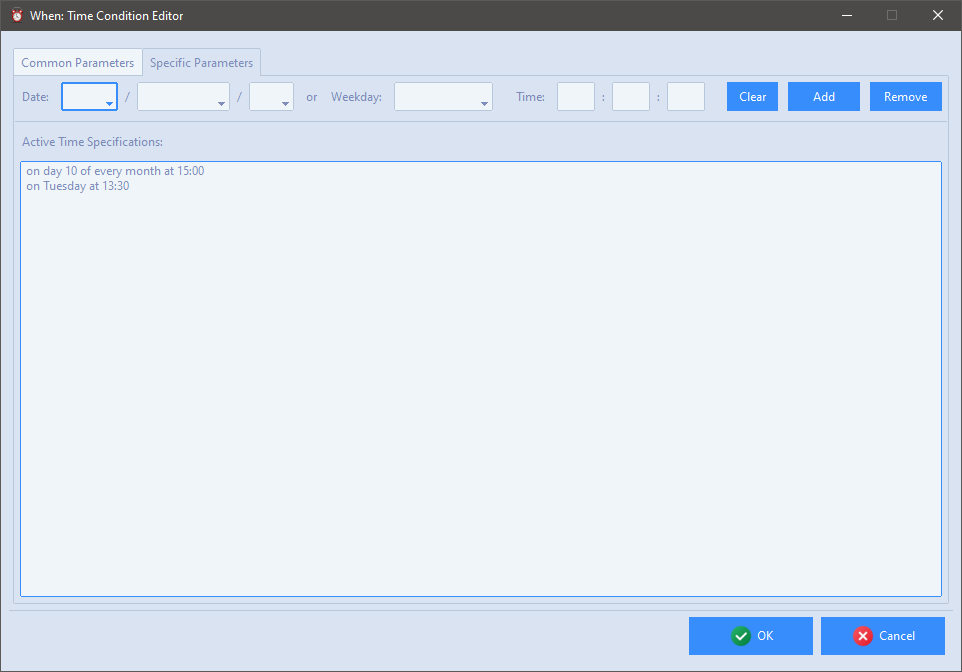 When: Time Condition Editor
Common Parameters Specific Parameters
Date: / / or Weekday: Time: : : Clear Add Remove
Active Time Specifications:
on day 10 of every month at 15:00
on Tuesday at 13:30
OK Cancel